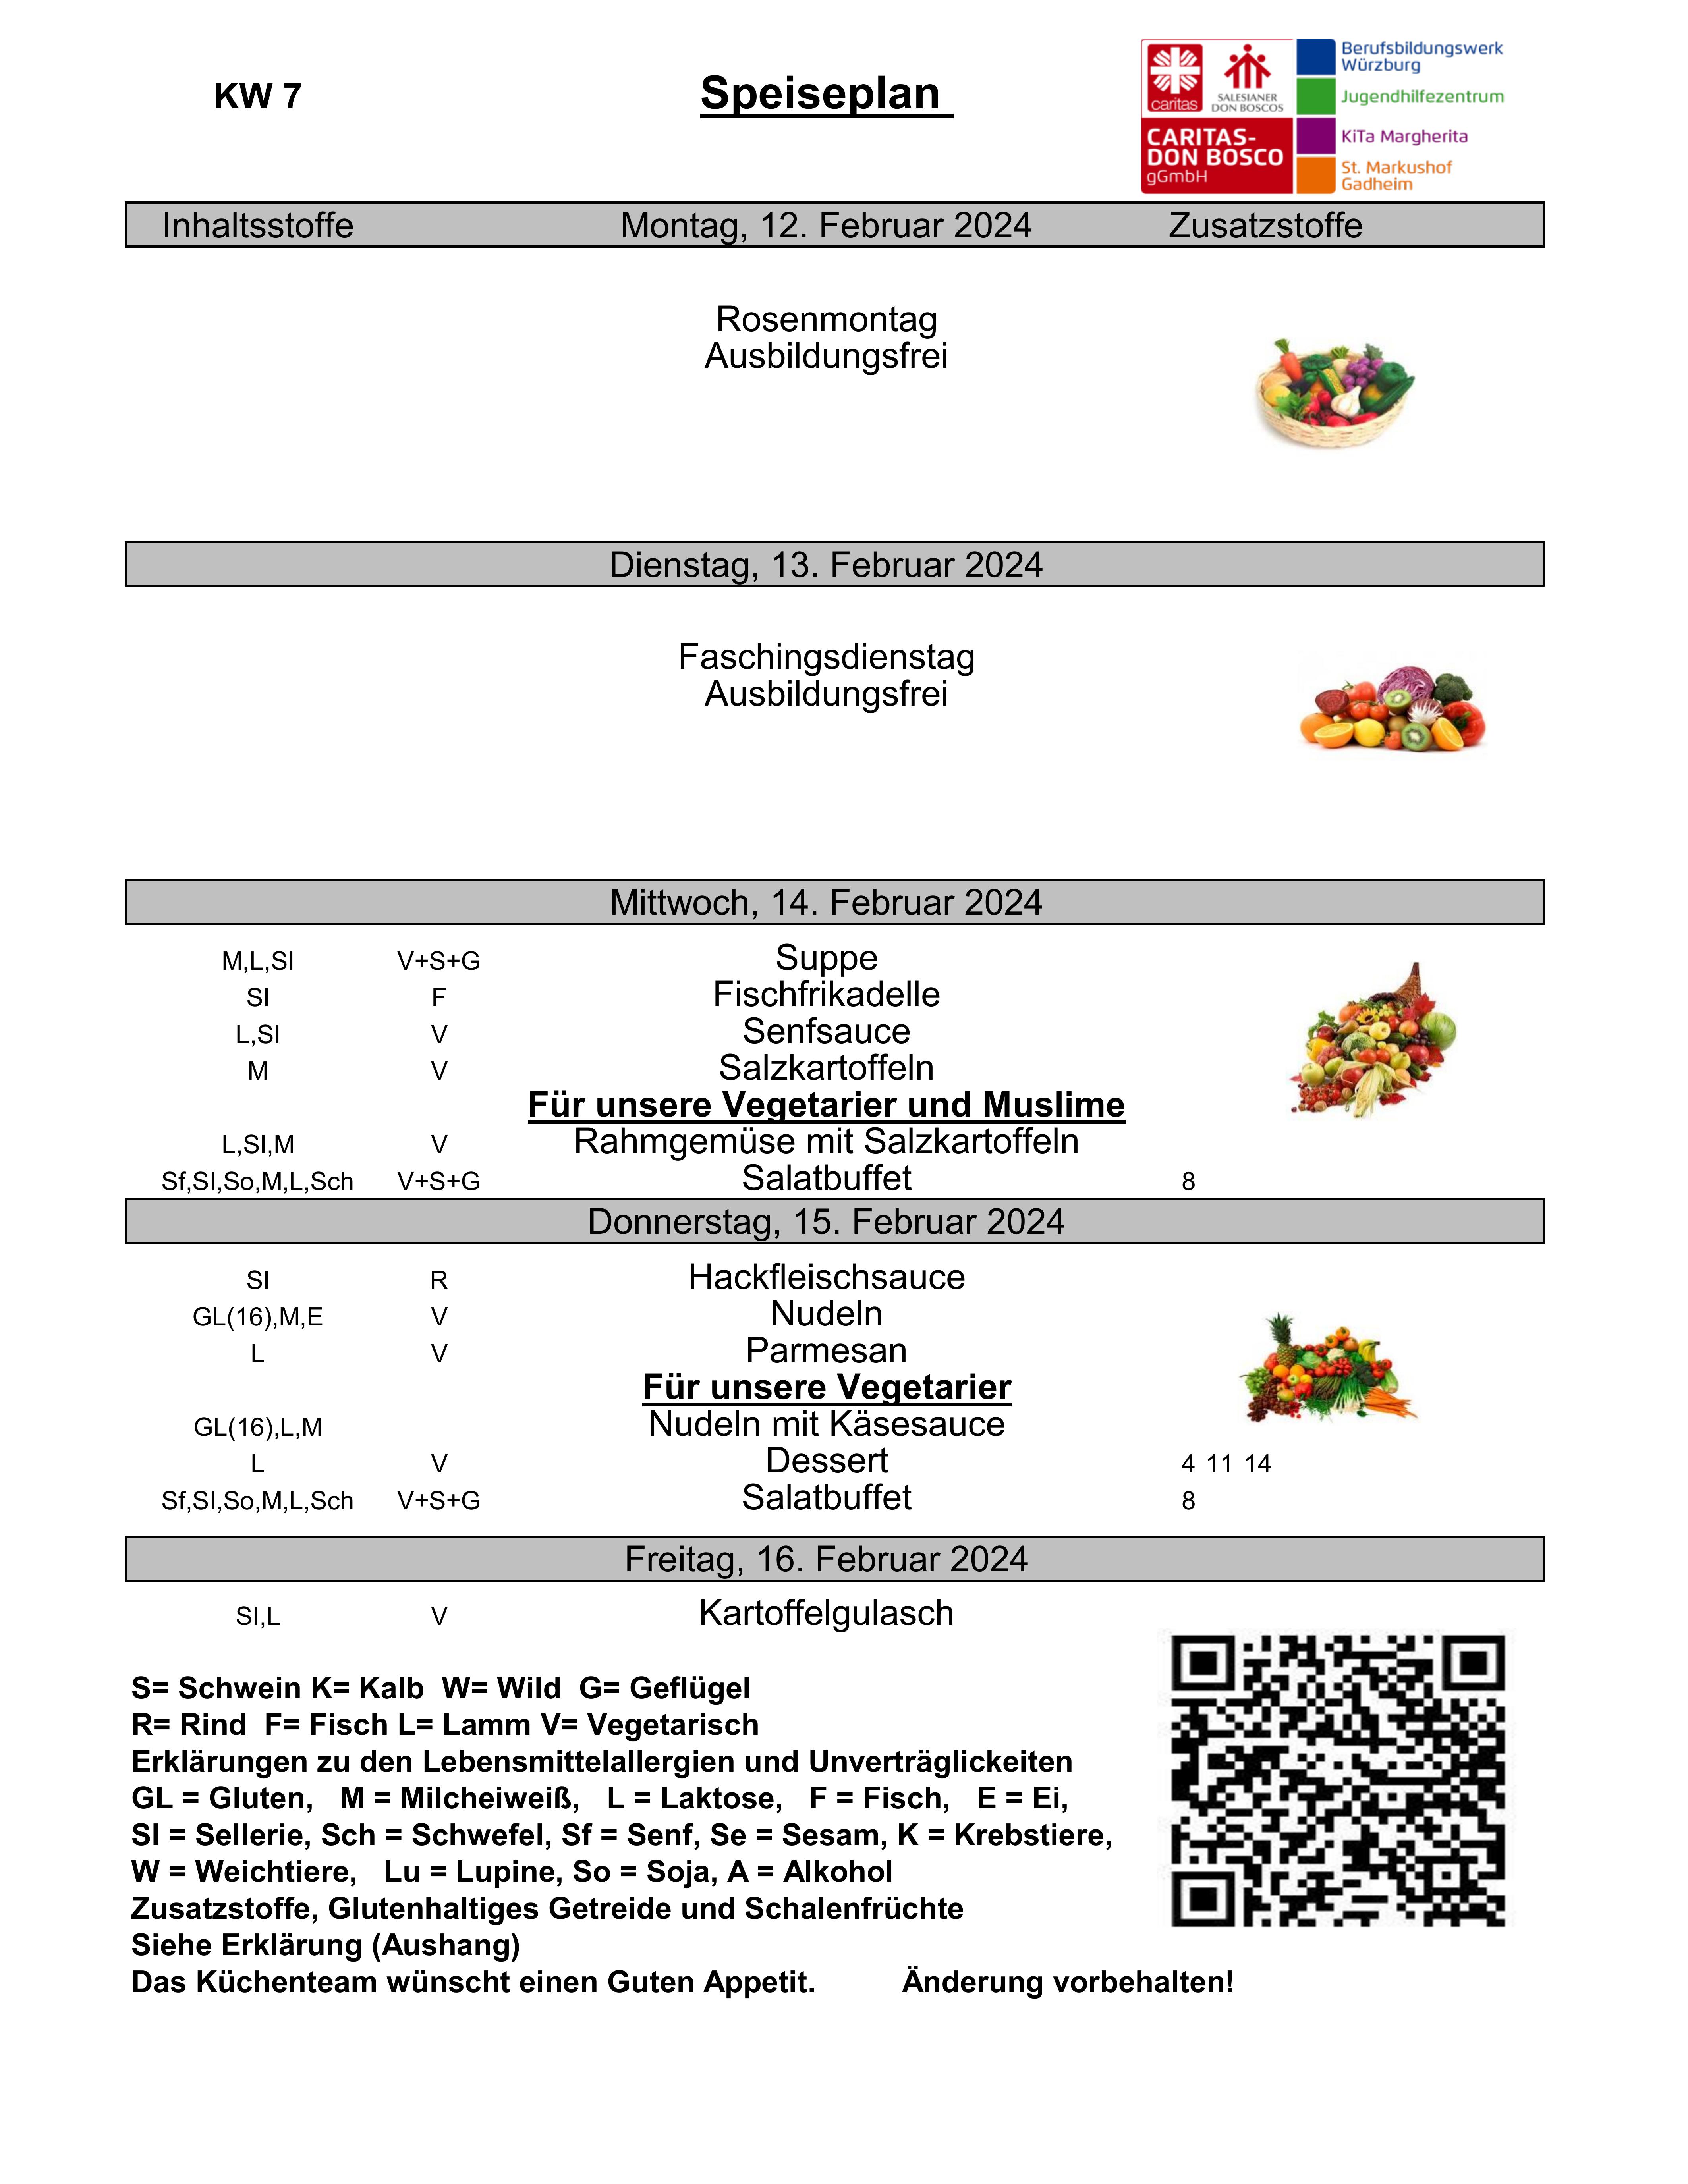 KW 7 Speiseplan
caritas SALESIANER DON BOSCOS
CARITAS-
DON BOSCO
gGmbH
Berufsbildungswerk
Würzburg
Jugendhilfezentrum
KiTa Margherita
St. Markushof
Gadheim
Inhaltsstoffe Montag, 12. Februar 2024 Zusatzstoffe
Rosenmontag
Ausbildungsfrei
Dienstag, 13. Februar 2024
Faschingsdienstag
Ausbildungsfrei
Mittwoch, 14. Februar 2024
M,L,Sl V+S+G Suppe
Sl F Fischfrikadelle
L,Sl V Senfsauce
M V Salzkartoffeln
Für unsere Vegetarier und Muslime
L,Sl,M V Rahmgemüse mit Salzkartoffeln
Sf,Sl,So,M,L,Sch V+S+G Salatbuffet 8
Donnerstag, 15. Februar 2024
Sl R Hackfleischsauce
GL(16),M,E V Nudeln
L V Parmesan
Für unsere Vegetarier
GL(16),L,M Nudeln mit Käsesauce
L V Dessert 4 11 14
Sf,Sl,So,M,L,Sch V+S+G Salatbuffet 8
Freitag, 16. Februar 2024
Sl,L V Kartoffelgulasch
S= Schwein K= Kalb W= Wild G= Geflügel
R= Rind F= Fisch L= Lamm V= Vegetarisch
Erklärungen zu den Lebensmittelallergien und Unverträglickeiten
GL = Gluten, M = Milcheiweiß, L = Laktose, F = Fisch, E = Ei,
Sl = Sellerie, Sch = Schwefel, Sf = Senf, Se = Sesam, K = Krebstiere,
W = Weichtiere, Lu = Lupine, So = Soja, A = Alkohol
Zusatzstoffe, Glutenhaltiges Getreide und Schalenfrüchte
Siehe Erklärung (Aushang)
Das Küchenteam wünscht einen Guten Appetit. Änderung vorbehalten!